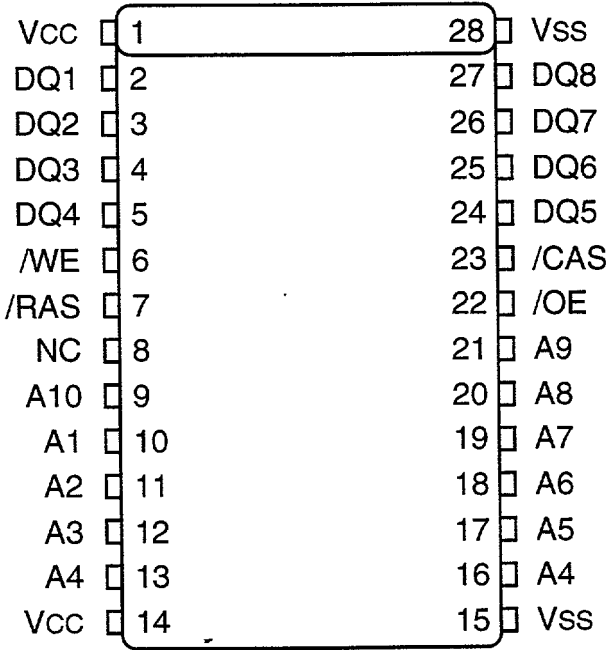 Vcc 1 28 Vss
DQ1 2 27 DQ8
DQ2 3 26 DQ7
DQ3 4 25 DQ6
DQ4 5 24 DQ5
/WE 6 23 /CAS
/RAS 7 22 /OE
NC 8 21 A9
A10 9 20 A8
A1 10 19 A7
A2 11 18 A6
A3 12 17 A5
A4 13 16 A4
Vcc 14 15 Vss